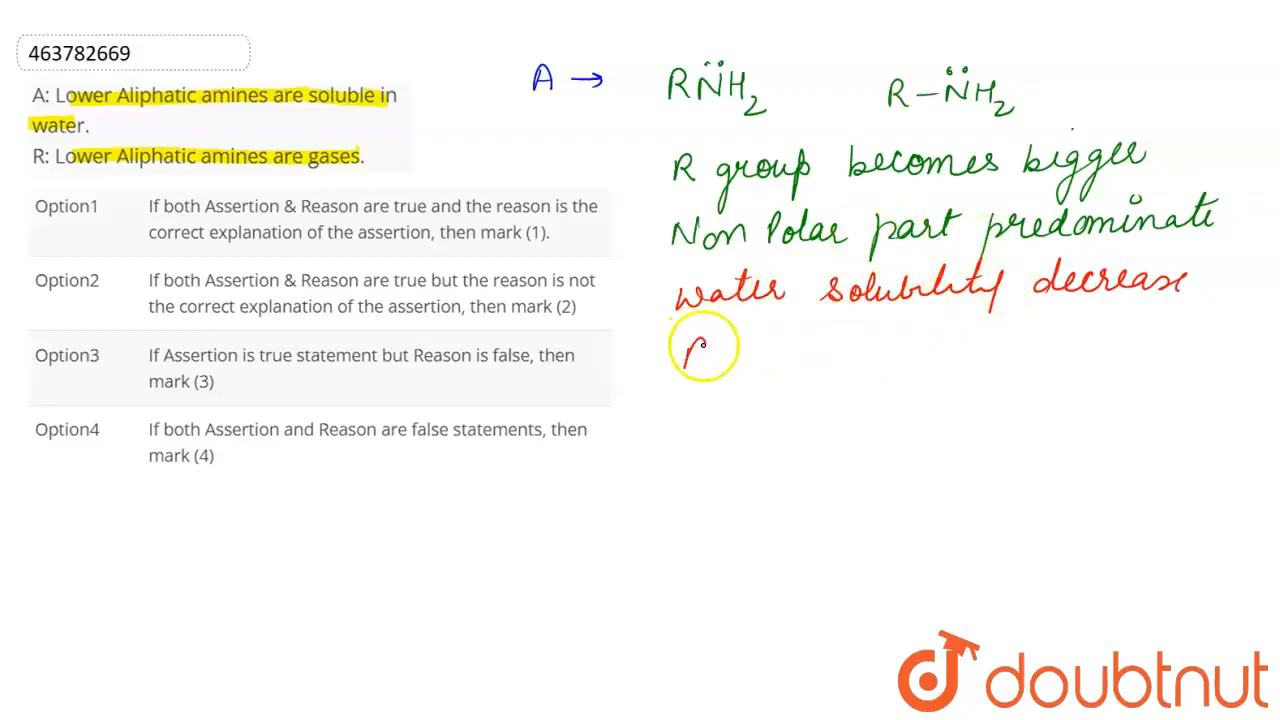 463782669
A: Lower Aliphatic amines are soluble in
water.
R: Lower Aliphatic amines are gases.
Option1 If both Assertion & Reason are true and the reason is the
correct explanation of the assertion, then mark (1).
Option2 If both Assertion & Reason are true but the reason is not
the correct explanation of the assertion, then mark (2)
Option3 If Assertion is true statement but Reason is false, then
mark (3)
Option4 If both Assertion and Reason are false statements, then
mark (4)
A → RN̈H₂ R-N̈H₂
R group becomes bigger
Non Polar part predominate
water solubility decrease
doubtnut